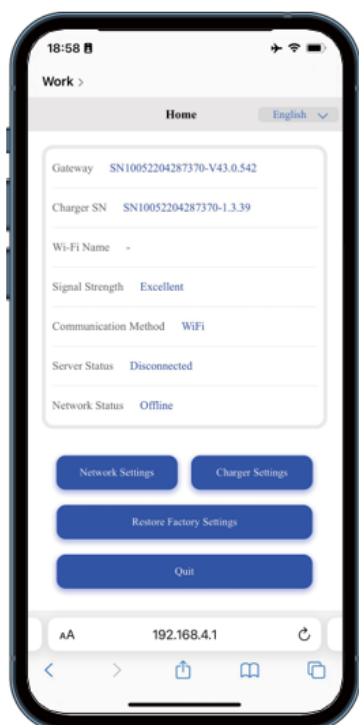 18:58
Work >
Home
English
Gateway SN10052204287370-V43.0.542
Charger SN SN10052204287370-1.3.39
Wi-Fi Name -
Signal Strength Excellent
Communication Method WiFi
Server Status Disconnected
Network Status Offline
Network Settings
Charger Settings
Restore Factory Settings
Quit
AA
192.168.4.1